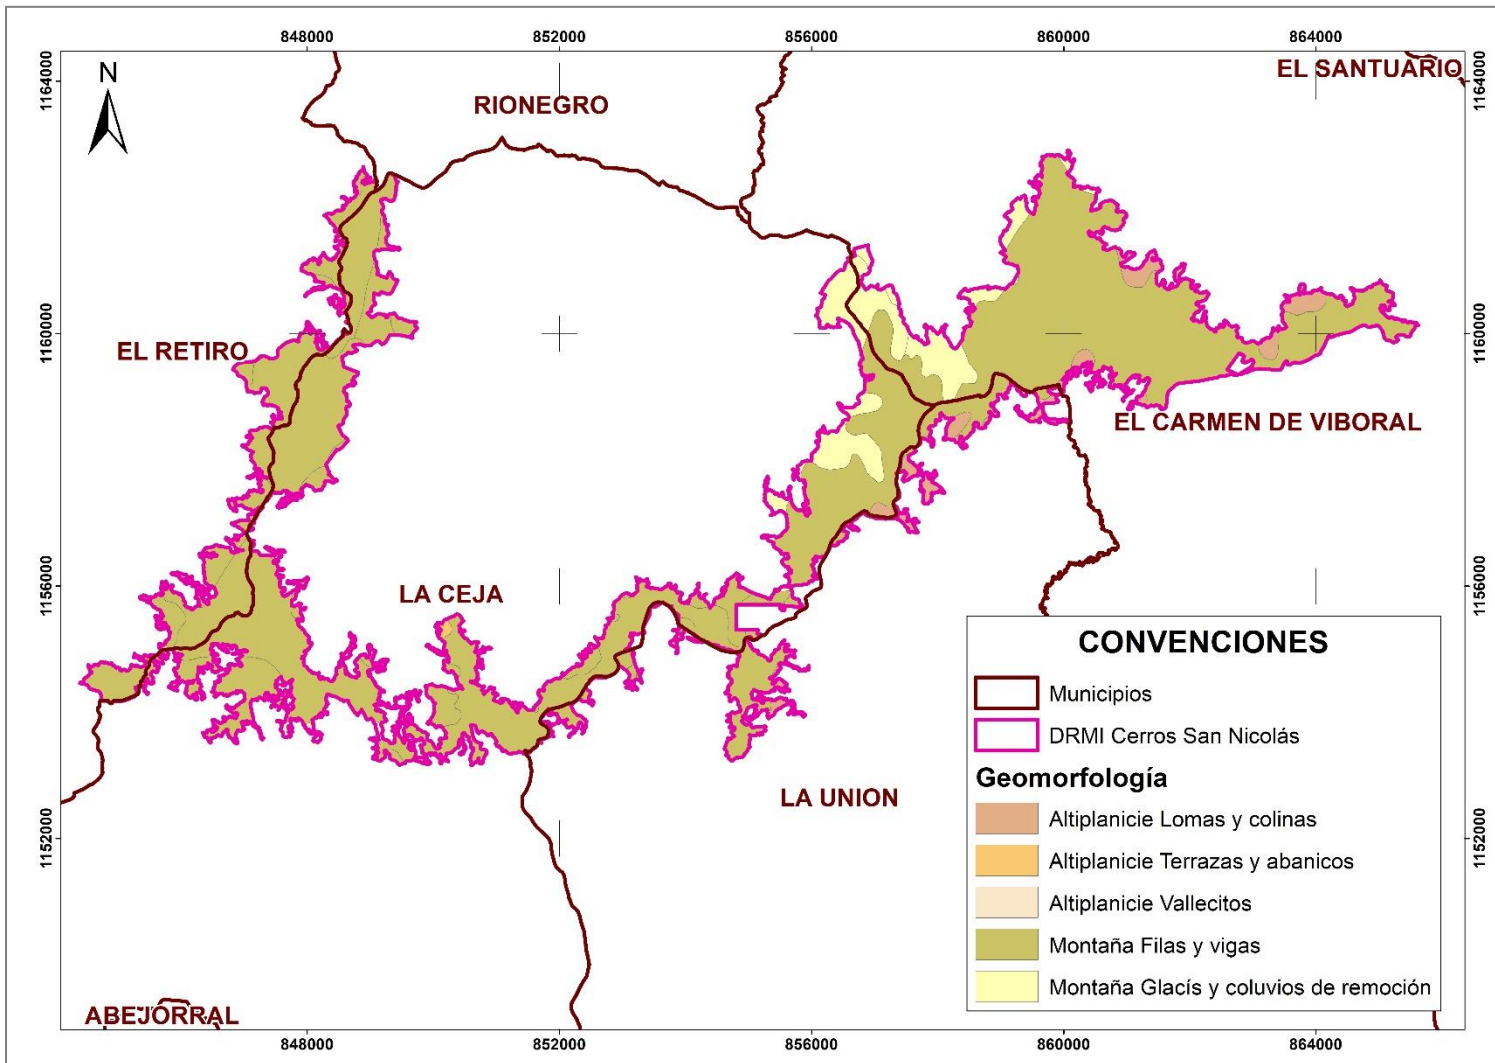 848000
852000
856000
860000
864000
1164000
1164000
N
EL SANTUARIO
RIONEGRO
1160000
1160000
EL RETIRO
EL CARMEN DE VIBORAL
1156000
1156000
LA CEJA
LA UNION
1152000
1152000
ABEJORRAL
CONVENCIONES
Municipios
DRMI Cerros San Nicolás
Geomorfología
Altiplanicie Lomas y colinas
Altiplanicie Terrazas y abanicos
Altiplanicie Vallecitos
Montaña Filas y vigas
Montaña Glacís y coluvios de remoción
848000
852000
856000
860000
864000